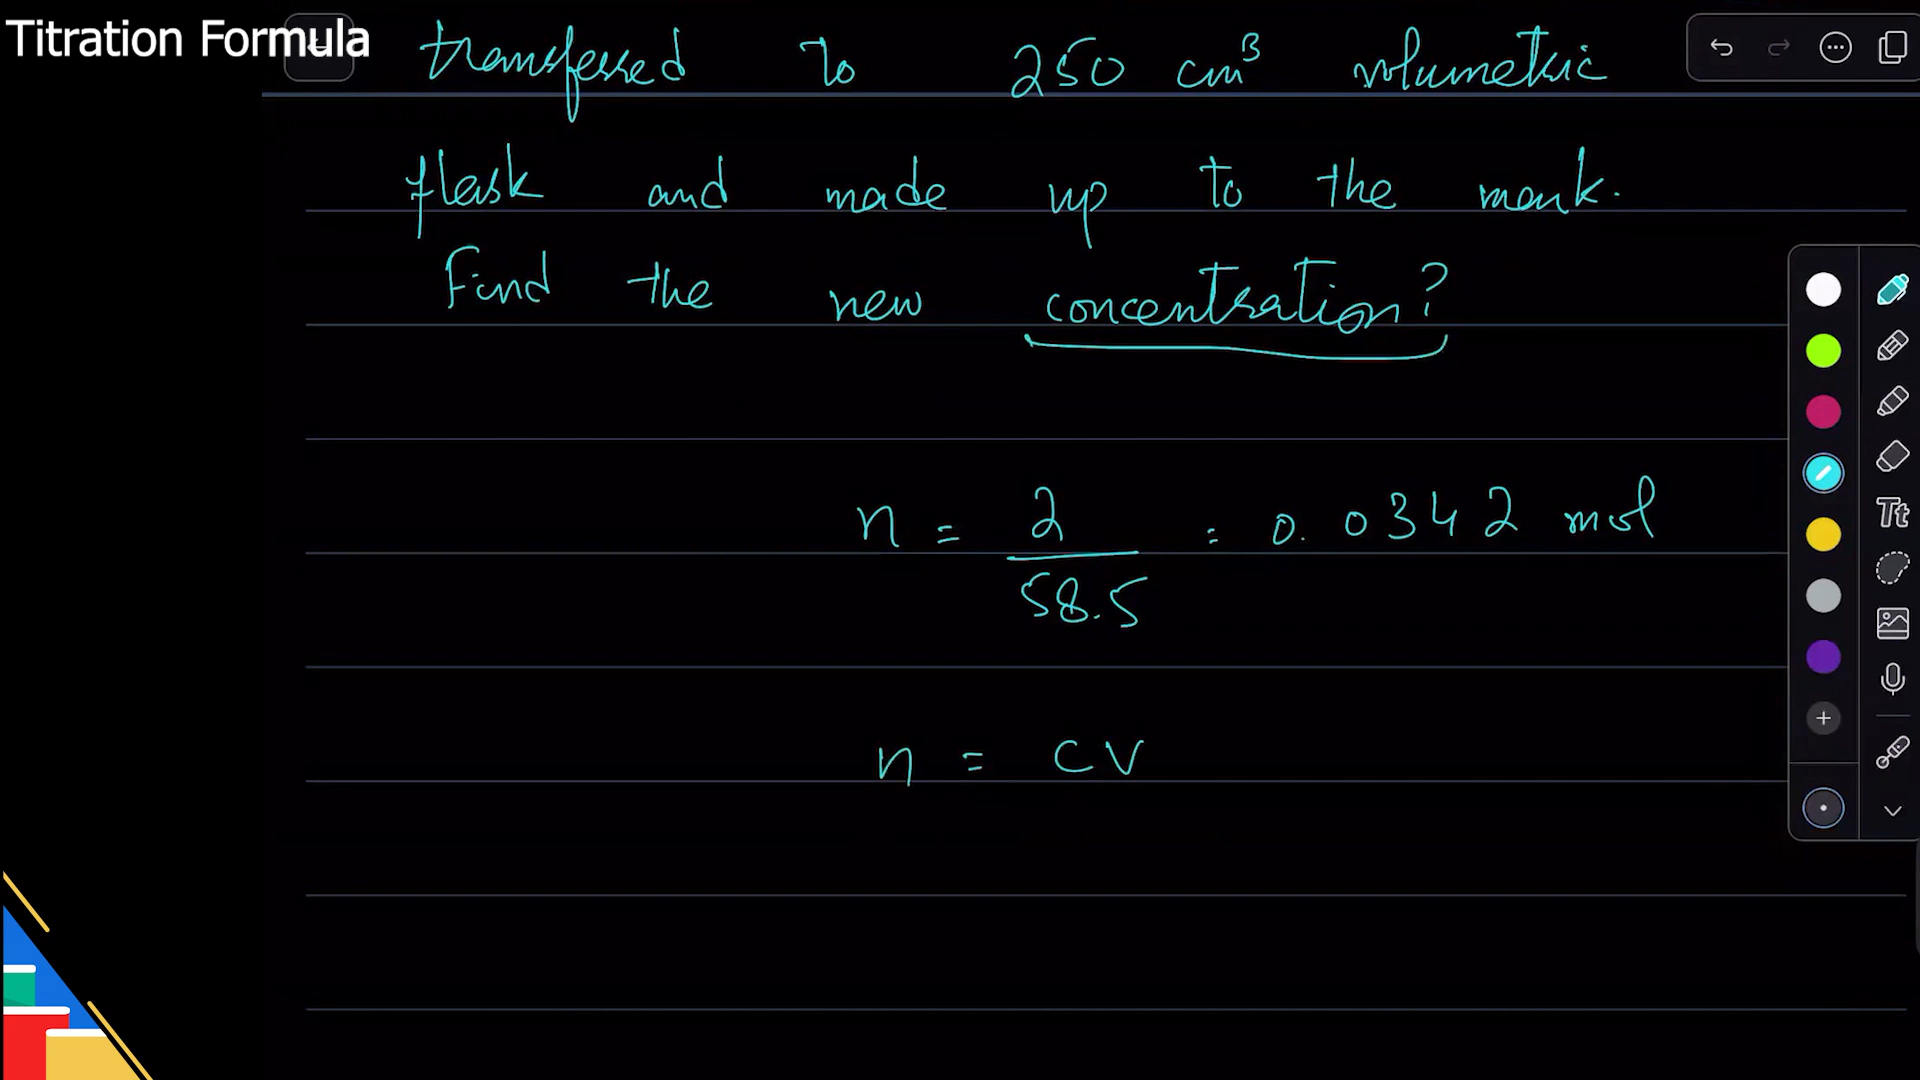 Titration Formula
transferred to 250 cm³ volumetric
flask and made up to the mark.
Find the new concentration?
n = 2 / 58.5 = 0.0342 mol
n = CV
Tt